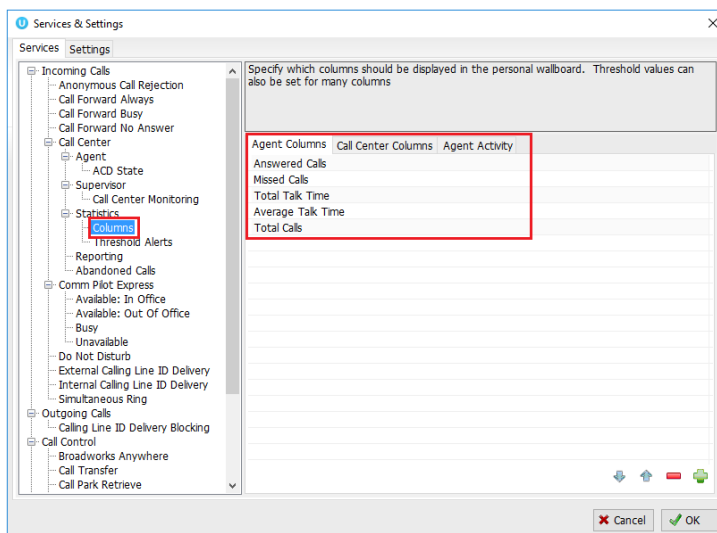 Services & Settings
Services Settings
Incoming Calls
Anonymous Call Rejection
Call Forward Always
Call Forward Busy
Call Forward No Answer
Call Center
Agent
ACD State
Supervisor
Call Center Monitoring
Statistics
Columns
Threshold Alerts
Reporting
Abandoned Calls
Comm Pilot Express
Available: In Office
Available: Out Of Office
Busy
Unavailable
Do Not Disturb
External Calling Line ID Delivery
Internal Calling Line ID Delivery
Simultaneous Ring
Outgoing Calls
Calling Line ID Delivery Blocking
Call Control
Broadworks Anywhere
Call Transfer
Call Park Retrieve
Specify which columns should be displayed in the personal wallboard. Threshold values can
also be set for many columns
Agent Columns Call Center Columns Agent Activity
Answered Calls
Missed Calls
Total Talk Time
Average Talk Time
Total Calls
Cancel OK